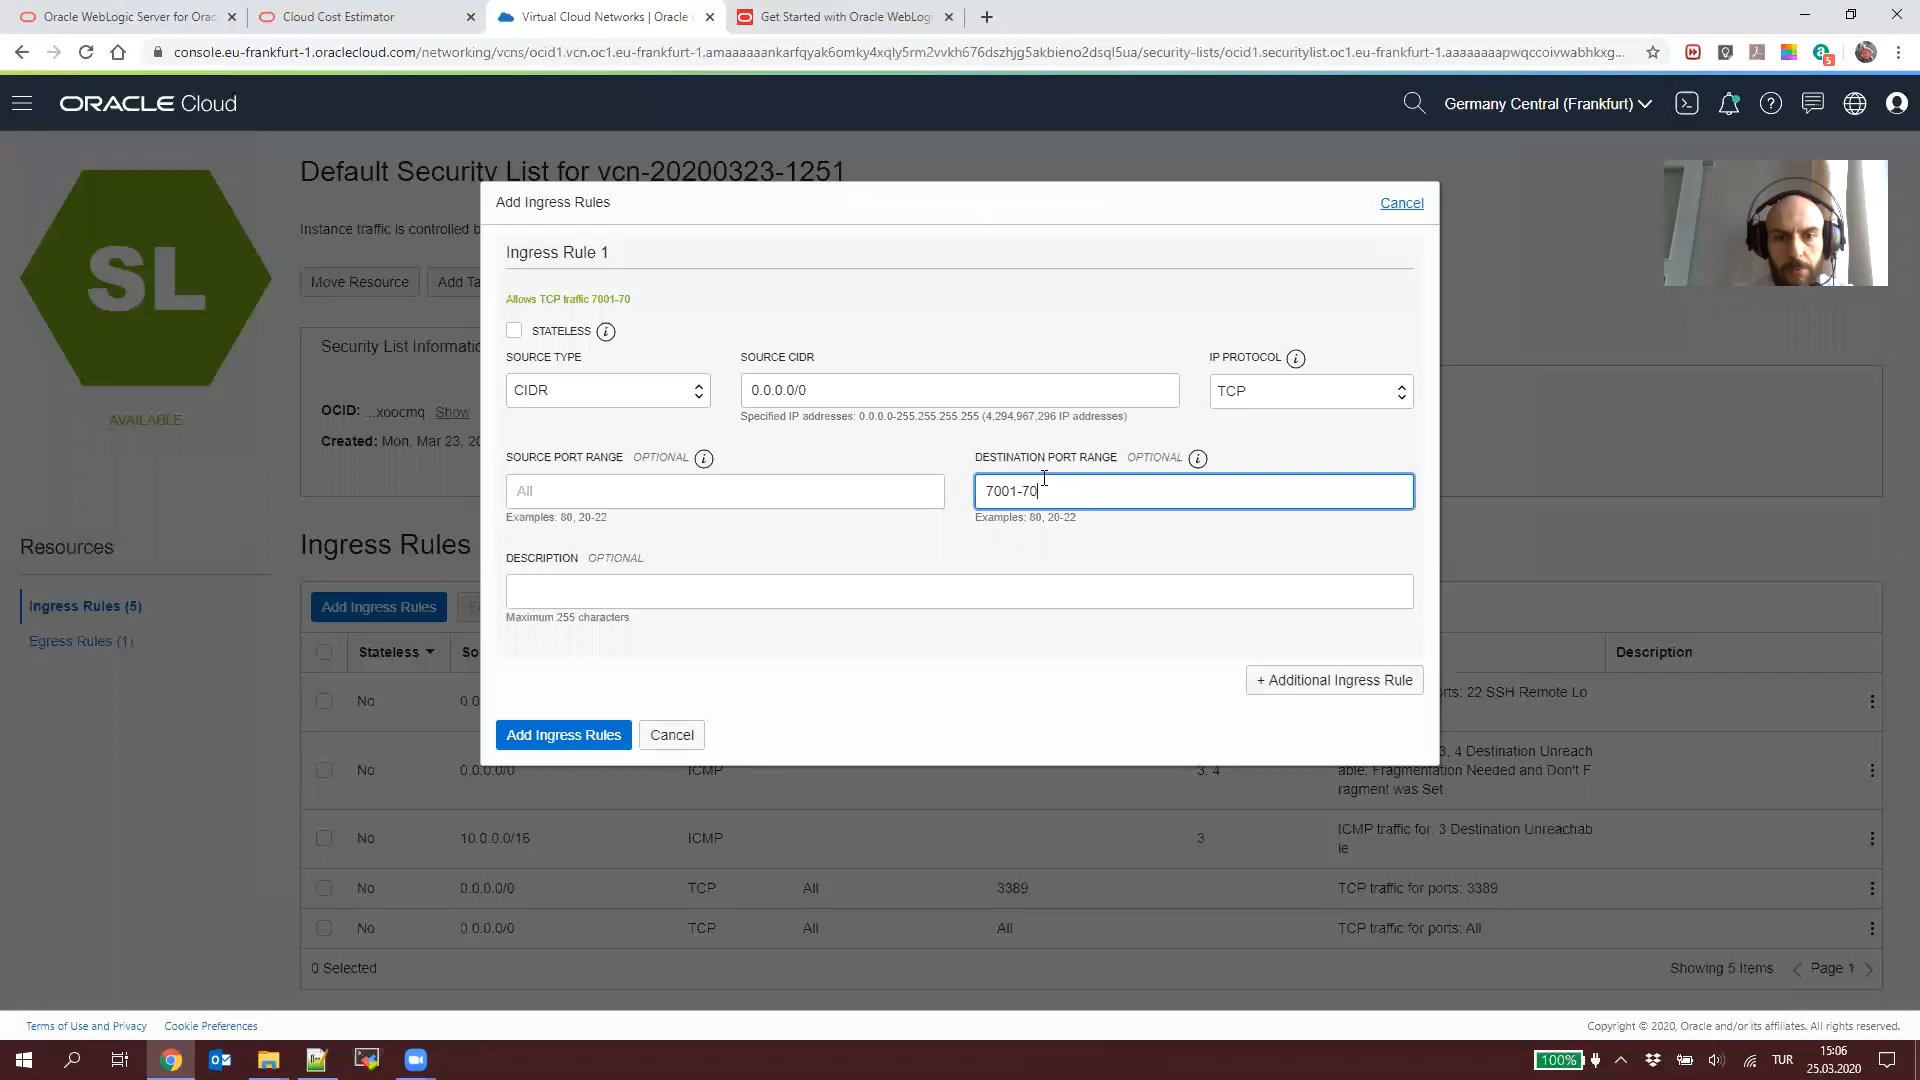 Oracle WebLogic Server for Orac
Cloud Cost Estimator
Virtual Cloud Networks | Oracle
Get Started with Oracle WebLog
console.eu-frankfurt-1.oraclecloud.com/networking/vcns/ocid1.vcn.oc1.eu-frankfurt-1.amaaaaaankarfqyak6omky4xqly5rm2vvkh676dszhjg5akbieno2dsql5ua/security-lists/ocid1.securitylist.oc1.eu-frankfurt-1.aaaaaaaapwqccoivwabhkxg...
5
ORACLE Cloud
Germany Central (Frankfurt)
SL
AVAILABLE
Default Security List for vcn-20200323-1251
Instance traffic is controlled b
Move Resource
Add Ta
Security List Informatio
OCID: ...xoocmq Show
Created: Mon, Mar 23, 20
Add Ingress Rules
Cancel
Ingress Rule 1
Allows TCP traffic 7001-70
STATELESS
SOURCE TYPE
SOURCE CIDR
IP PROTOCOL
CIDR
0.0.0.0/0
TCP
Specified IP addresses: 0.0.0.0-255.255.255.255 (4,294,967,296 IP addresses)
SOURCE PORT RANGE OPTIONAL
DESTINATION PORT RANGE OPTIONAL
All
7001-70
Examples: 80, 20-22
Examples: 80, 20-22
DESCRIPTION OPTIONAL
Maximum 255 characters
+ Additional Ingress Rule
Add Ingress Rules
Cancel
Resources
Ingress Rules (5)
Egress Rules (1)
Ingress Rules
Add Ingress Rules
Stateless
So
Description
No
0.0
rts: 22 SSH Remote Lo
No
0.0.0.0/0
ICMP
3, 4
3, 4 Destination Unreach
able: Fragmentation Needed and Don't F
ragment was Set
No
10.0.0.0/16
ICMP
3
ICMP traffic for: 3 Destination Unreachab
le
No
0.0.0.0/0
TCP
All
3389
TCP traffic for ports: 3389
No
0.0.0.0/0
TCP
All
All
TCP traffic for ports: All
0 Selected
Showing 5 Items
Page 1
Terms of Use and Privacy
Cookie Preferences
Copyright © 2020, Oracle and/or its affiliates. All rights reserved.
100%
TUR
15:06
25.03.2020